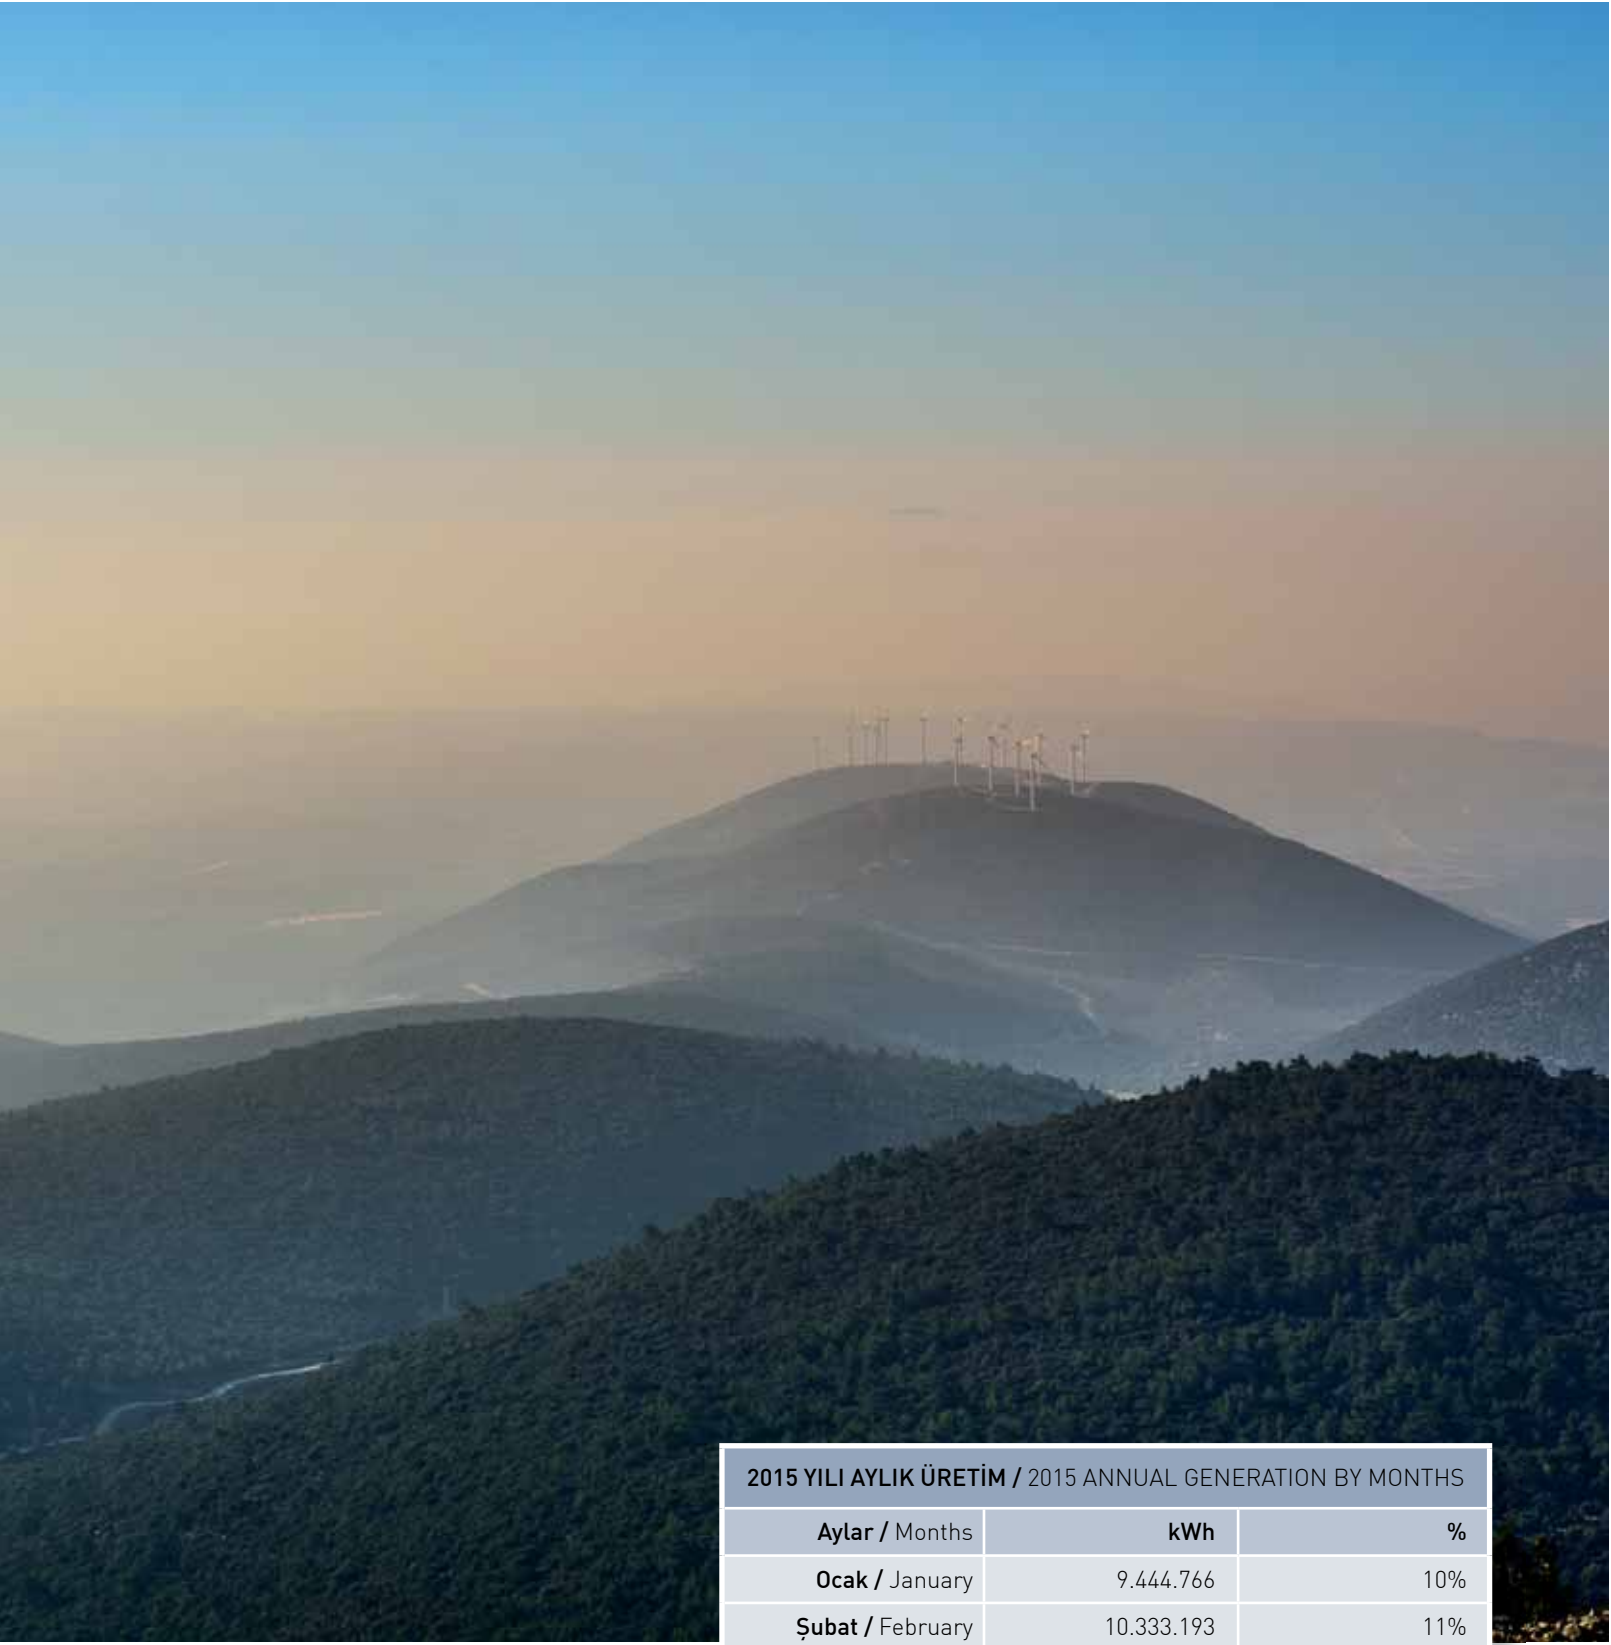 2015 YILI AYLIK ÜRETİM / 2015 ANNUAL GENERATION BY MONTHS
Aylar / Months kWh %
Ocak / January 9.444.766 10%
Şubat / February 10.333.193 11%